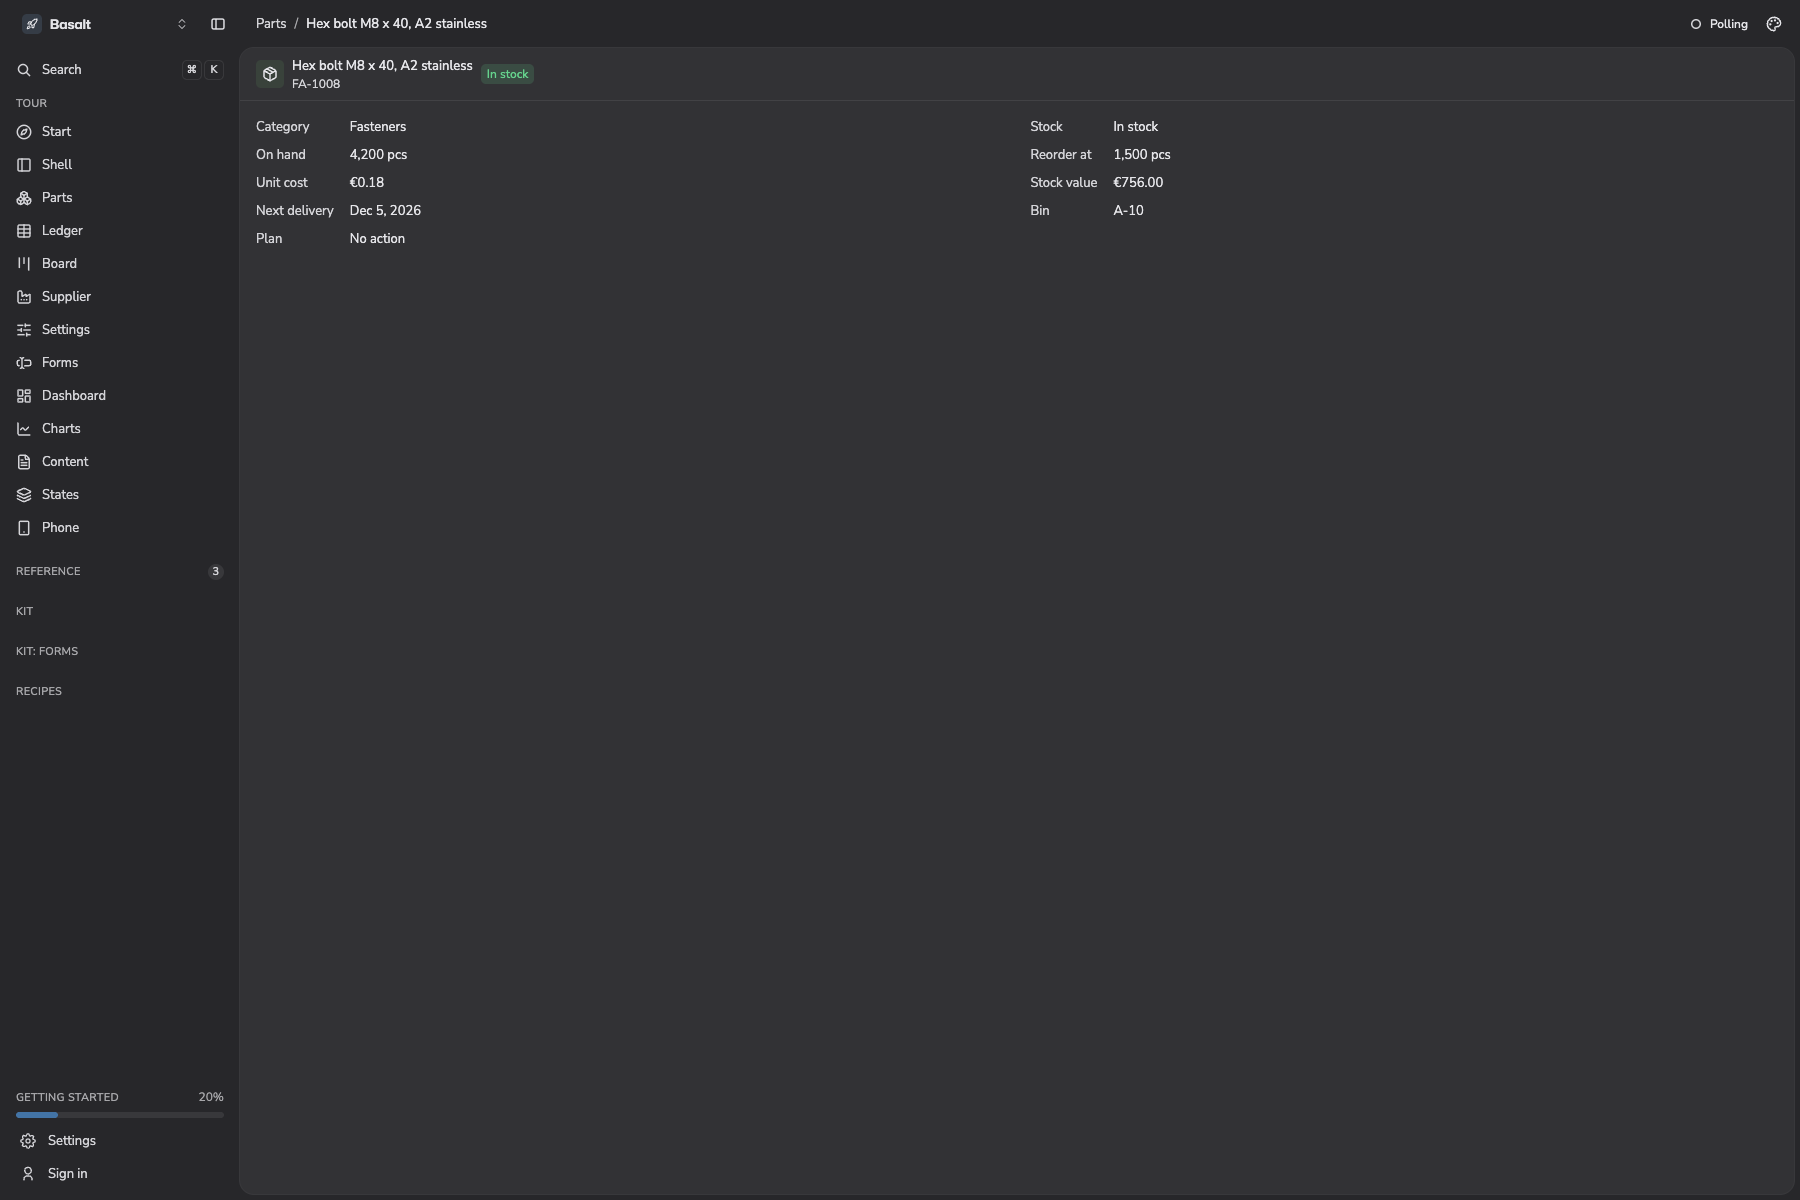 Basalt
Parts / Hex bolt M8 x 40, A2 stainless
Polling
Search ⌘ K
TOUR
Start
Shell
Parts
Ledger
Board
Supplier
Settings
Forms
Dashboard
Charts
Content
States
Phone
REFERENCE 3
KIT
KIT: FORMS
RECIPES
GETTING STARTED 20%
Settings
Sign in
Hex bolt M8 x 40, A2 stainless
FA-1008
In stock
Category Fasteners
On hand 4,200 pcs
Unit cost €0.18
Next delivery Dec 5, 2026
Plan No action
Stock In stock
Reorder at 1,500 pcs
Stock value €756.00
Bin A-10